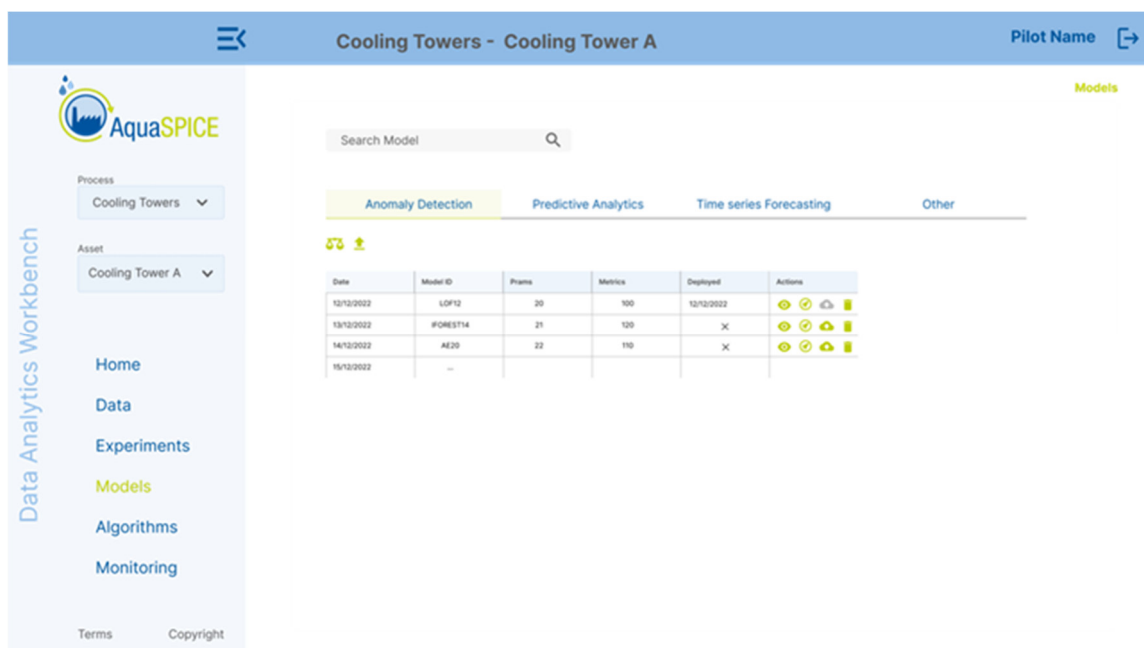 Cooling Towers - Cooling Tower A
Pilot Name
Models
AquaSPICE
Search Model
Process
Cooling Towers
Anomaly Detection Predictive Analytics Time series Forecasting Other
Asset
Cooling Tower A
Date Model ID Prams Metrics Deployed Actions
12/12/2022 LOF12 20 100 12/12/2022
13/12/2022 IFOREST14 21 120
14/12/2022 AE20 22 110
15/12/2022 ...
Data Analytics Workbench
Home
Data
Experiments
Models
Algorithms
Monitoring
Terms Copyright